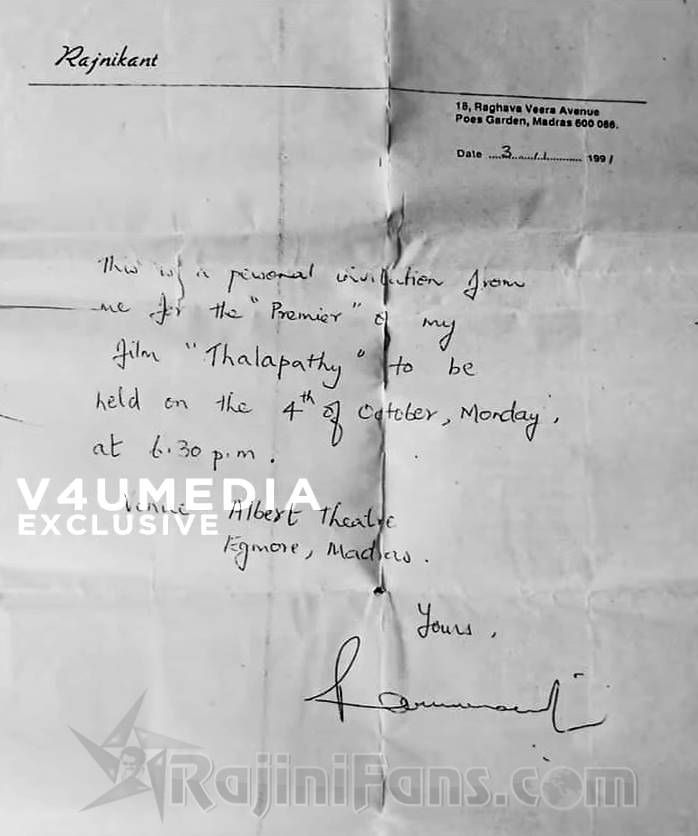 Rajnikant
18, Raghava Veera Avenue
Poes Garden, Madras 600 086.
Date ....3.../.1........... 1991
This is a personal invitation from
me for the "Premier" of my
film "Thalapathy" to be
held on the 4th of October, Monday,
at 6.30 p.m.
V4UMEDIA
EXCLUSIVE
Venue Albert Theatre
Egmore, Madras.
Yours,
RajiniFans.com